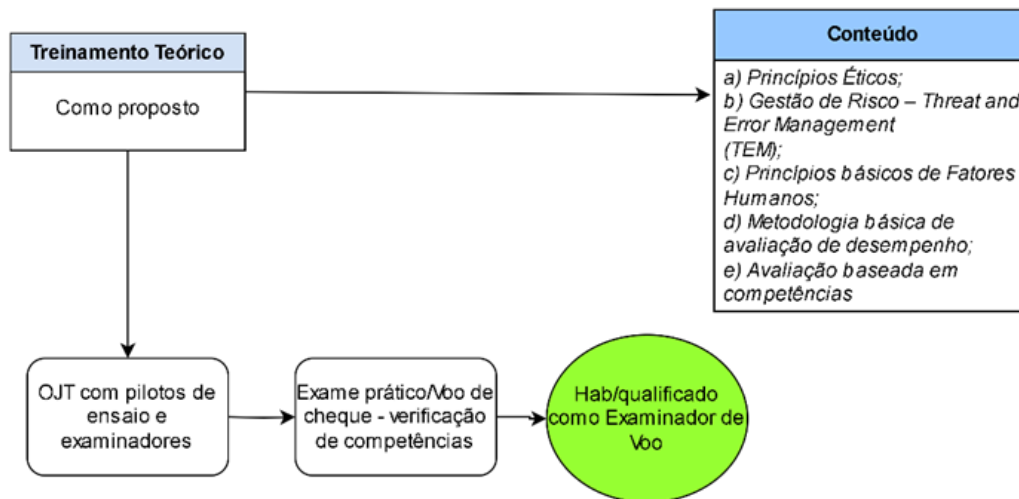 Treinamento Teórico
Como proposto
Conteúdo
a) Princípios Éticos;
b) Gestão de Risco – Threat and
Error Management
(TEM);
c) Princípios básicos de Fatores
Humanos;
d) Metodologia básica de
avaliação de desempenho;
e) Avaliação baseada em
competências
OJT com pilotos de
ensaio e
examinadores
Exame prático/Voo de
cheque - verificação
de competências
Hab/qualificado
como Examinador de
Voo